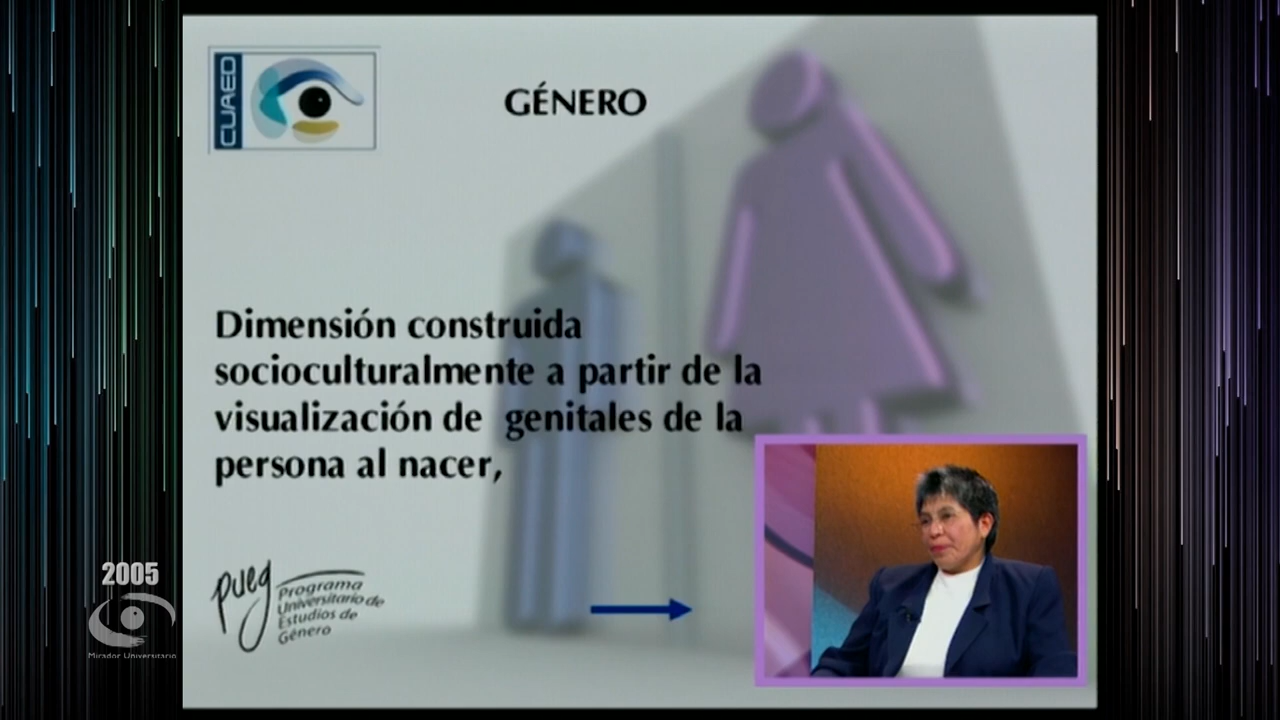 CUAED
GÉNERO
Dimensión construida
socioculturalmente a partir de la
visualización de genitales de la
persona al nacer,
pueg
Programa
Universitario de
Estudios de
Género
2005
Mirador Universitario